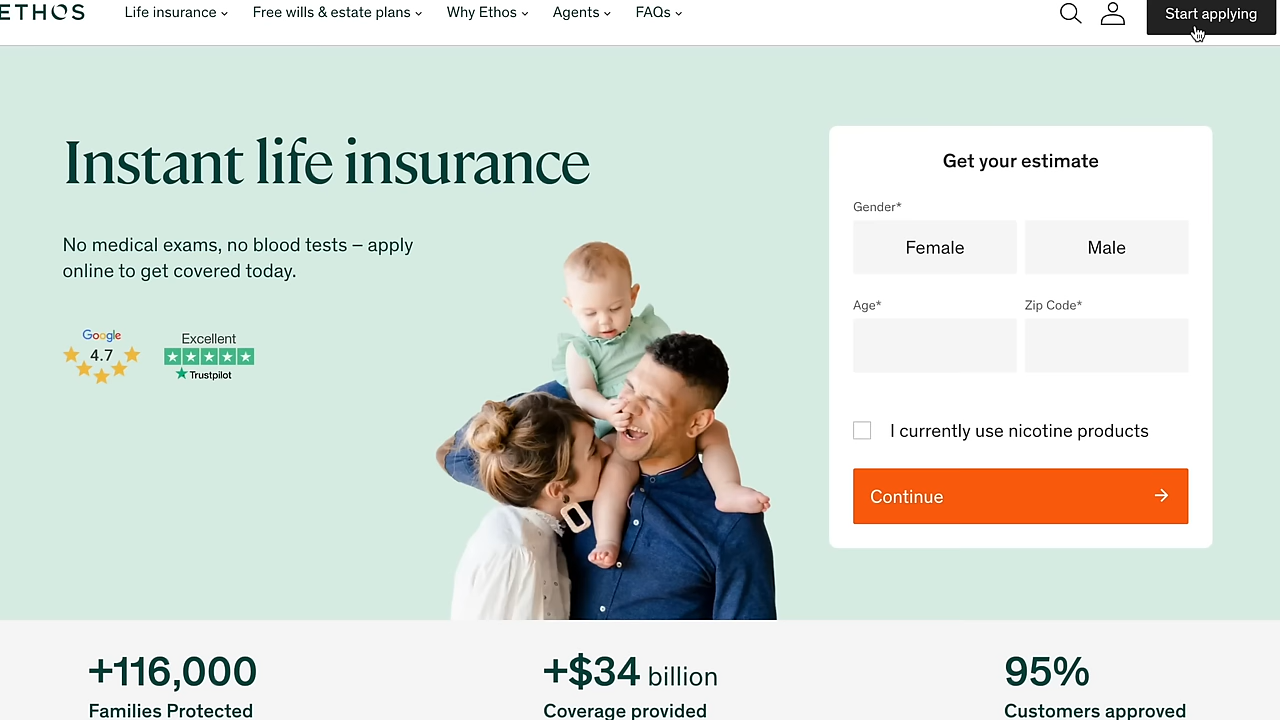 ETHOS
Life insurance
Free wills & estate plans
Why Ethos
Agents
FAQs
Start applying
Instant life insurance
No medical exams, no blood tests – apply
online to get covered today.
Google
4.7
Excellent
Trustpilot
Get your estimate
Gender*
Female
Male
Age*
Zip Code*
I currently use nicotine products
Continue
+116,000
Families Protected
+$34 billion
Coverage provided
95%
Customers approved